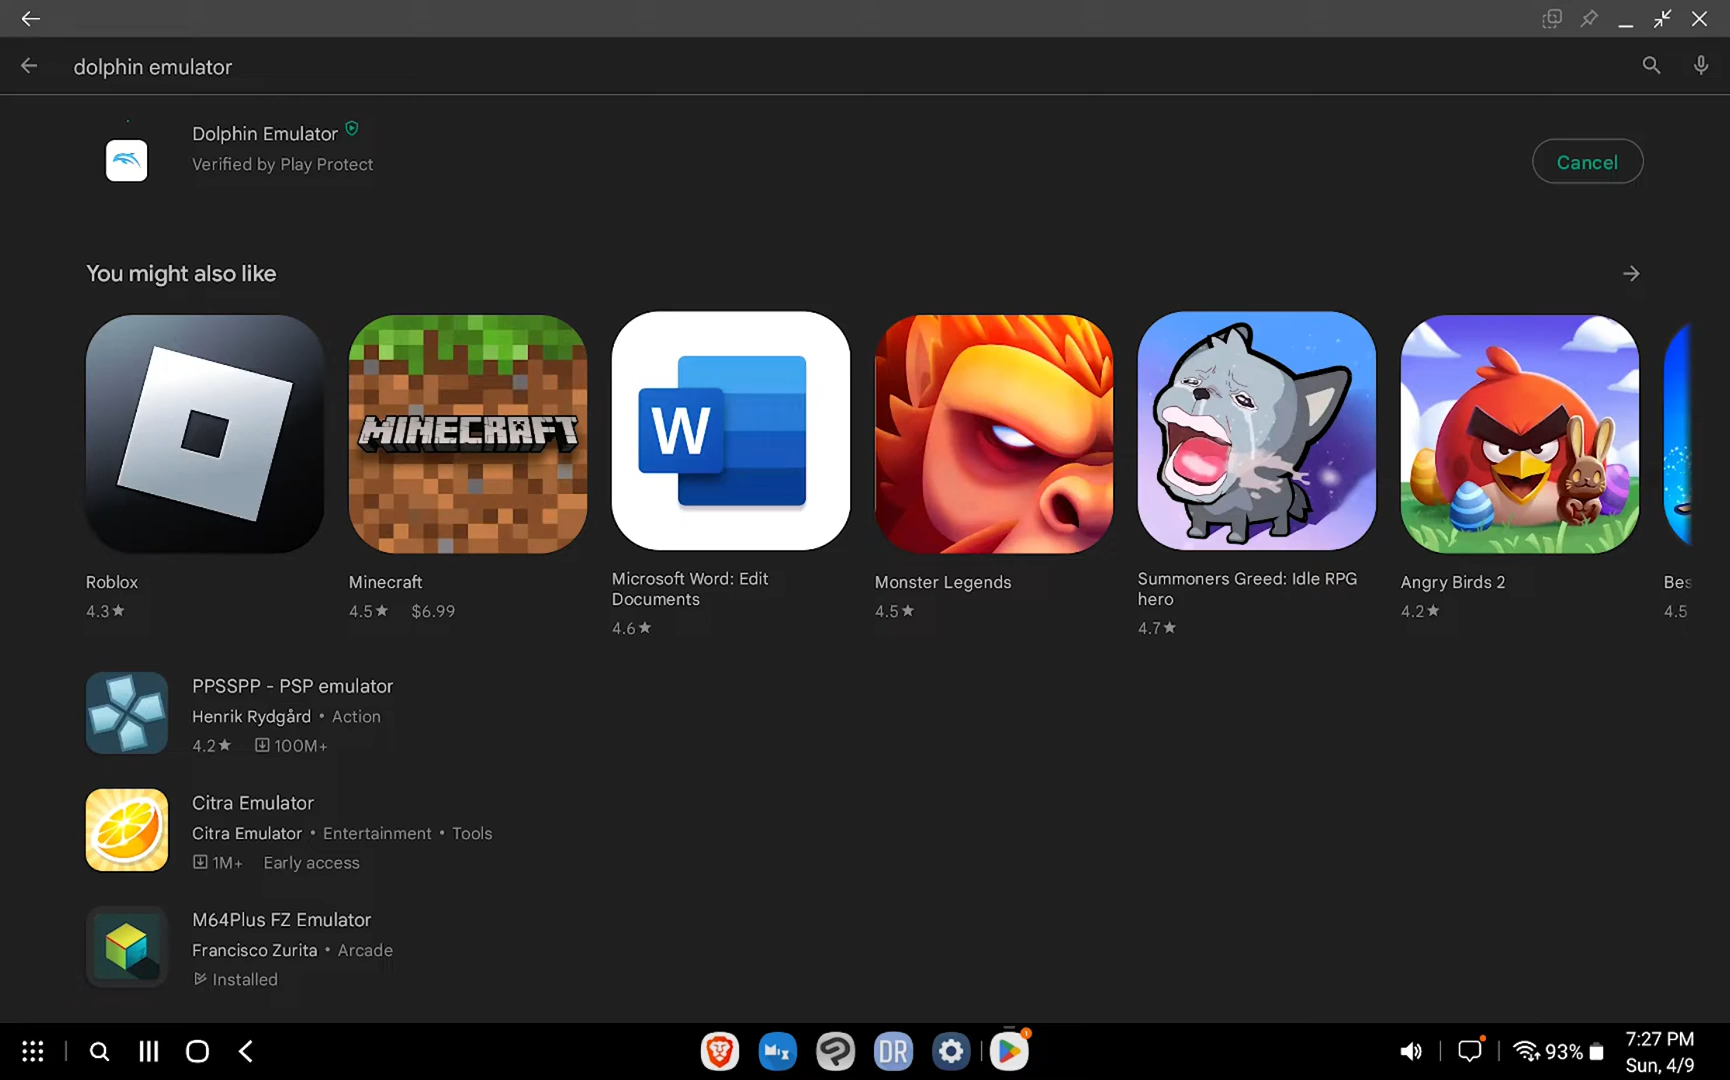 dolphin emulator
Dolphin Emulator
Verified by Play Protect
Cancel
You might also like
MINECRAFT
W
Roblox
4.3★
Minecraft
4.5★ $6.99
Microsoft Word: Edit
Documents
4.6★
Monster Legends
4.5★
Summoners Greed: Idle RPG
hero
4.7★
Angry Birds 2
4.2★
Bes
4.5
PPSSPP - PSP emulator
Henrik Rydgård • Action
4.2★ 100M+
Citra Emulator
Citra Emulator • Entertainment • Tools
1M+ Early access
M64Plus FZ Emulator
Francisco Zurita • Arcade
Installed
MIX
DR
1
93%
7:27 PM
Sun, 4/9